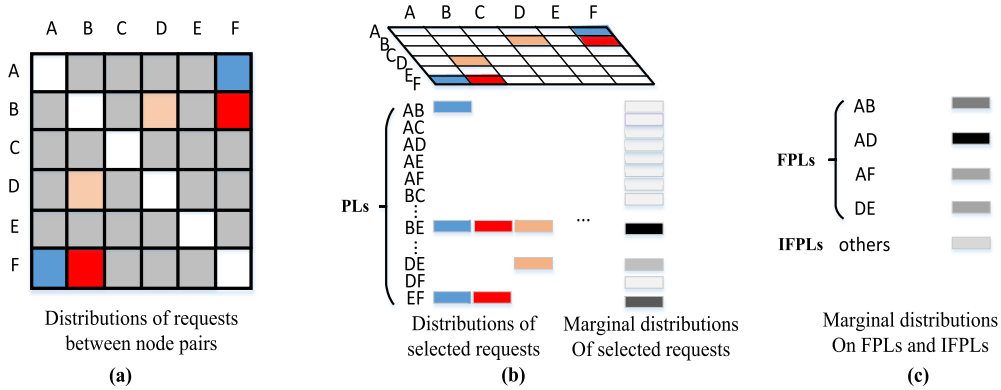 A B C D E F
A
B
C
D
E
F
Distributions of requests
between node pairs
(a)
A B C D E F
A
B
C
D
E
F
PLs
AB
AC
AD
AE
AF
BC
⋮
BE
...
⋮
DE
DF
EF
Distributions of
selected requests
Marginal distributions
Of selected requests
(b)
FPLs
AB
AD
AF
DE
IFPLs others
Marginal distributions
On FPLs and IFPLs
(c)